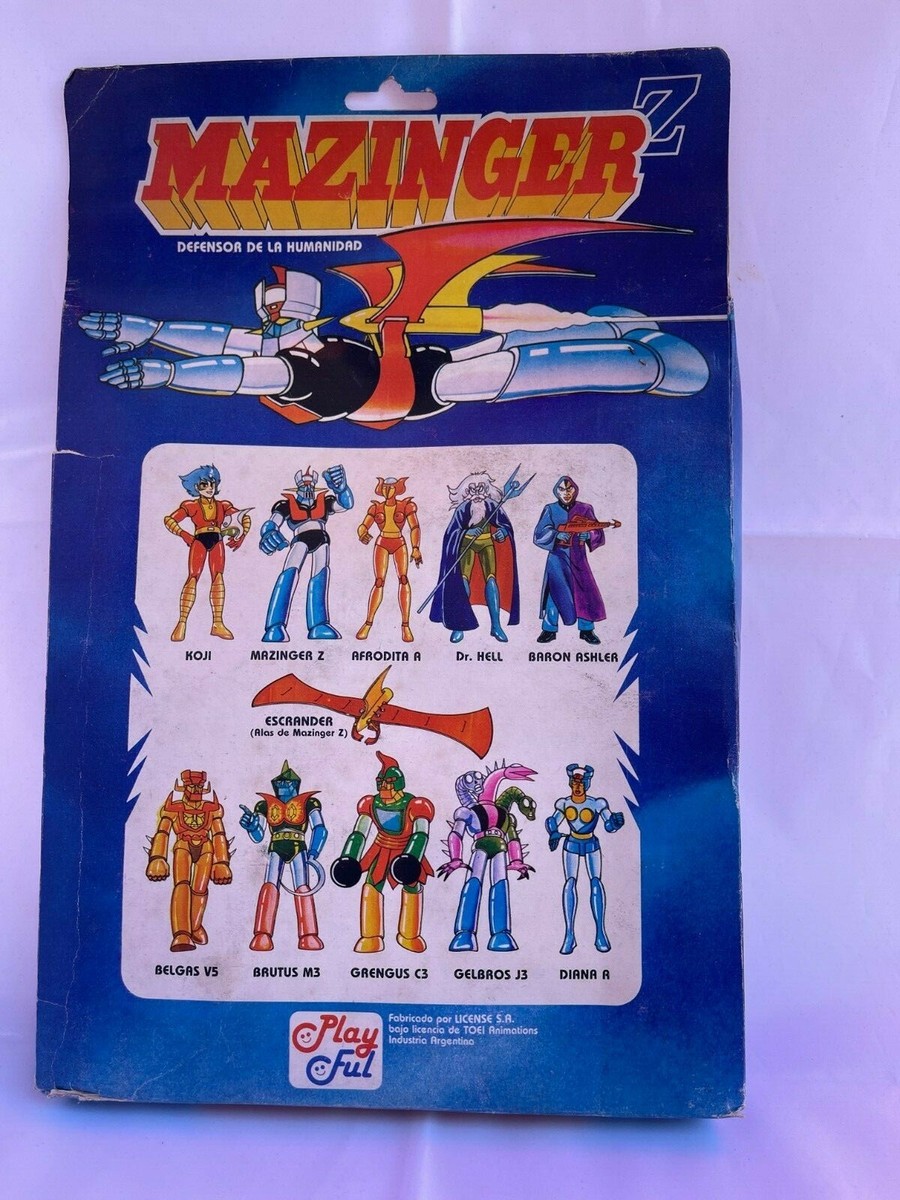 MAZINGER Z
DEFENSOR DE LA HUMANIDAD
KOJI
MAZINGER Z
AFRODITA A
Dr. HELL
BARON ASHLER
ESCRANDER
(Alas de Mazinger Z)
BELGAS V5
BRUTUS M3
GRENGUS C3
GELBROS J3
DIANA A
Play
Ful
Fabricado por LICENSE S.A.
bajo licencia de TOEI Animations
Industria Argentina